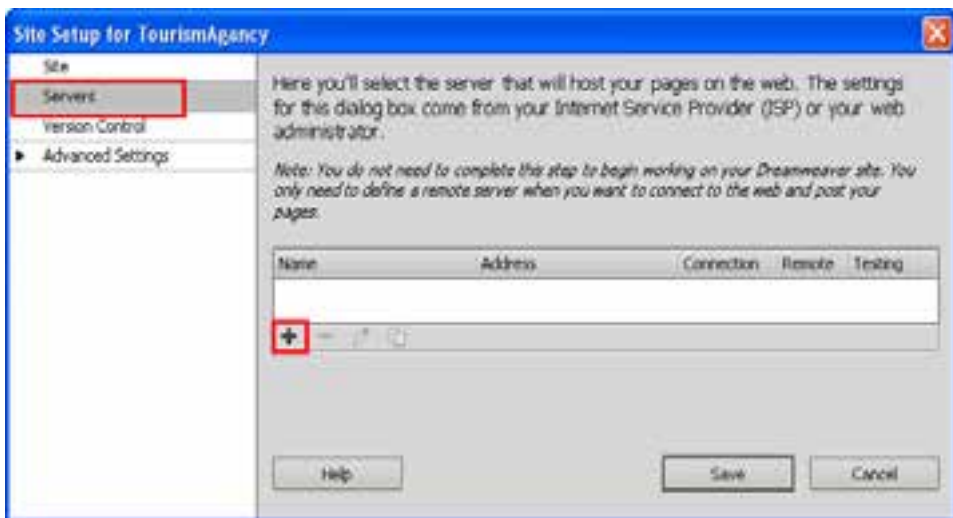 Site Setup for TourismAgency
Site
Servers
Version Control
Advanced Settings
Here you'll select the server that will host your pages on the web. The settings
for this dialog box come from your Internet Service Provider (ISP) or your web
administrator.
Note: You do not need to complete this step to begin working on your Dreamweaver site. You
only need to define a remote server when you want to connect to the web and post your
pages.
Name Address Connection Remote Testing
Help Save Cancel